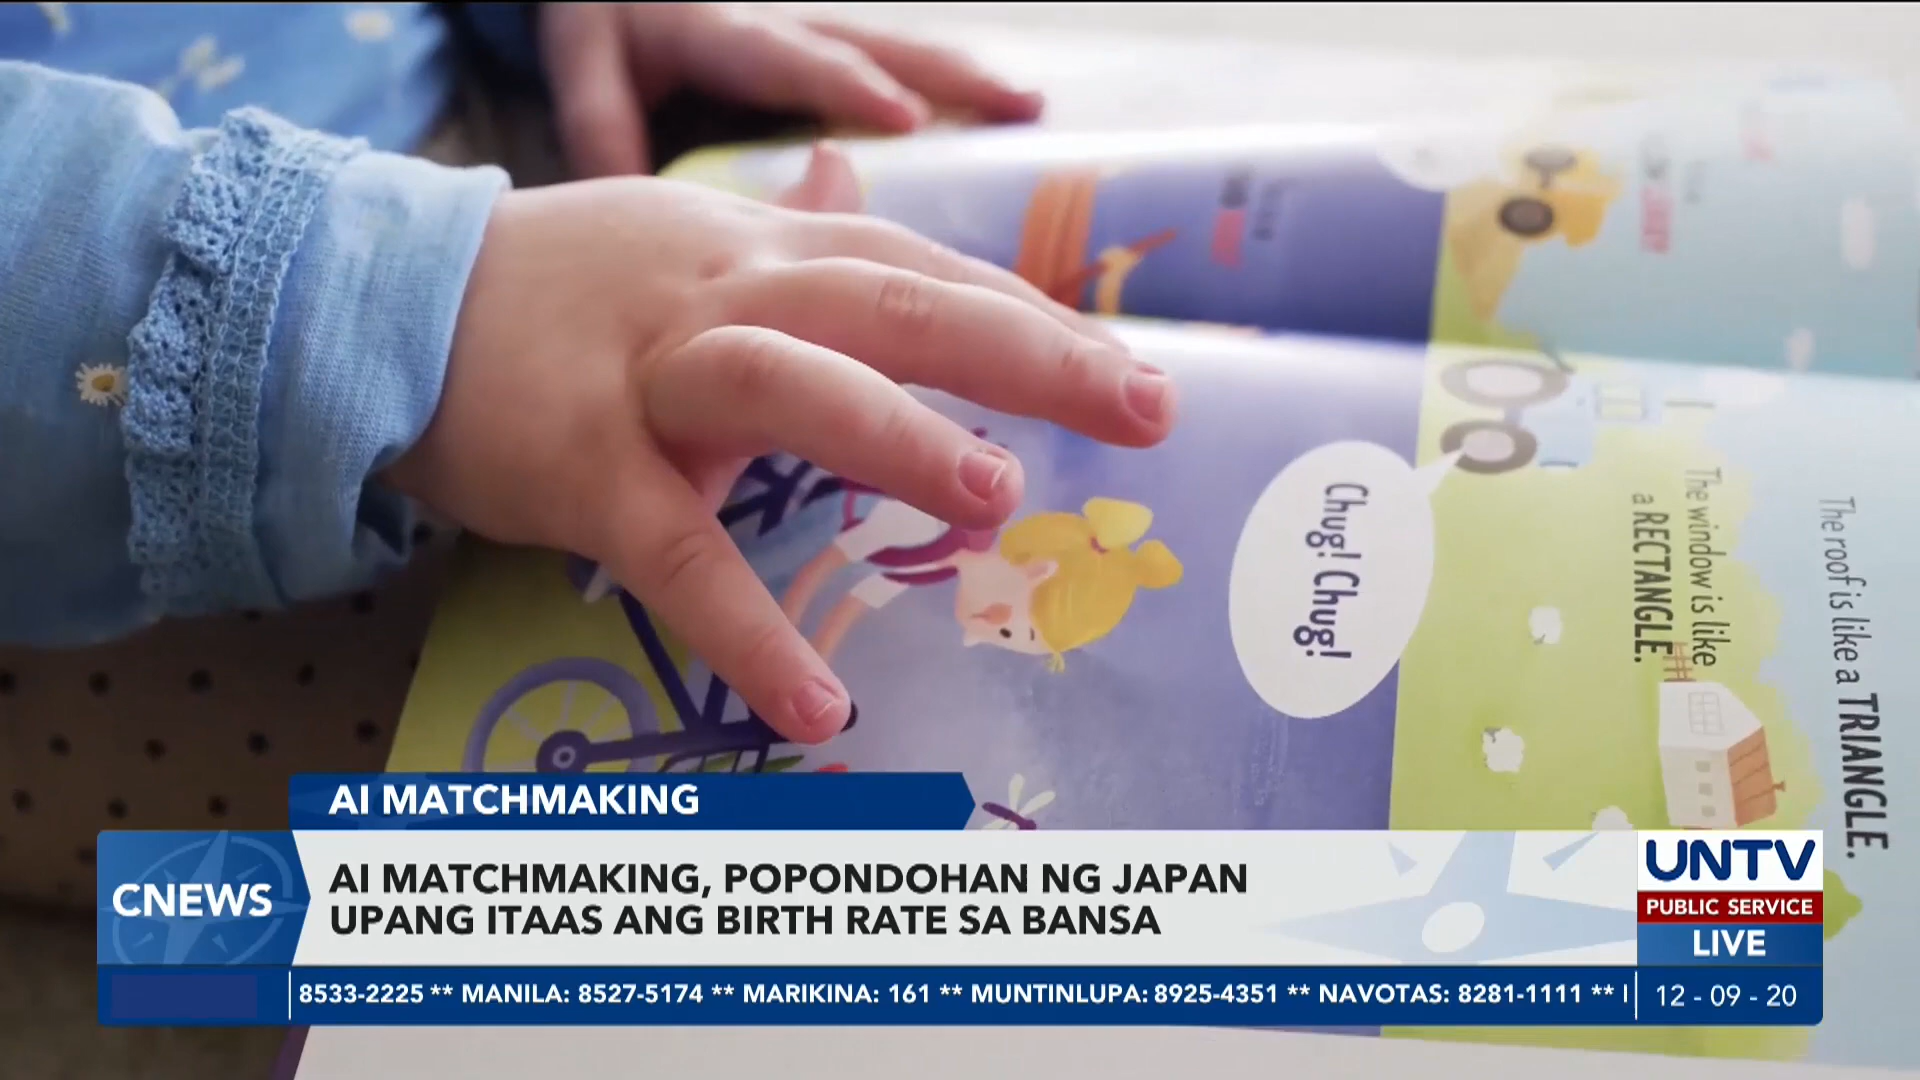 Chug! Chug!
The window is like
a RECTANGLE.
The roof is like a TRIANGLE.
AI MATCHMAKING
CNEWS
AI MATCHMAKING, POPONDOHAN NG JAPAN
UPANG ITAAS ANG BIRTH RATE SA BANSA
UNTV
PUBLIC SERVICE
LIVE
8533-2225 ** MANILA: 8527-5174 ** MARIKINA: 161 ** MUNTINLUPA: 8925-4351 ** NAVOTAS: 8281-1111 **
12 - 09 - 20